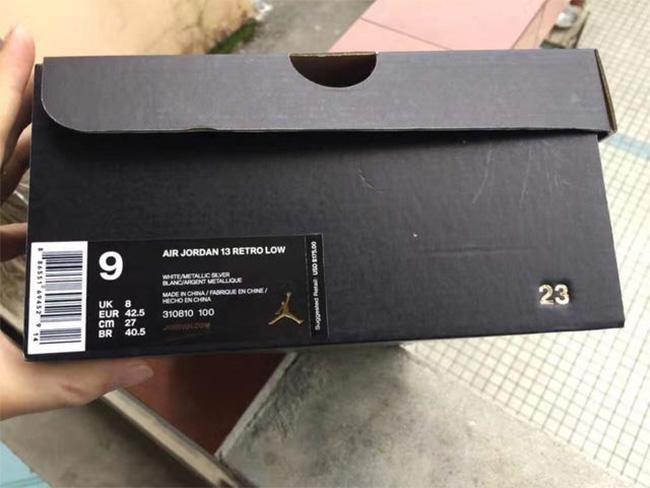 9
AIR JORDAN 13 RETRO LOW
WHITE/METALLIC SILVER
BLANC/ARGENT METALLIQUE
MADE IN CHINA / FABRIQUE EN CHINE /
HECHO EN CHINA
310810 100
JORDAN.COM
UK 8
EUR 42.5
cm 27
BR 40.5
Suggested Retail: USD $175.00
23